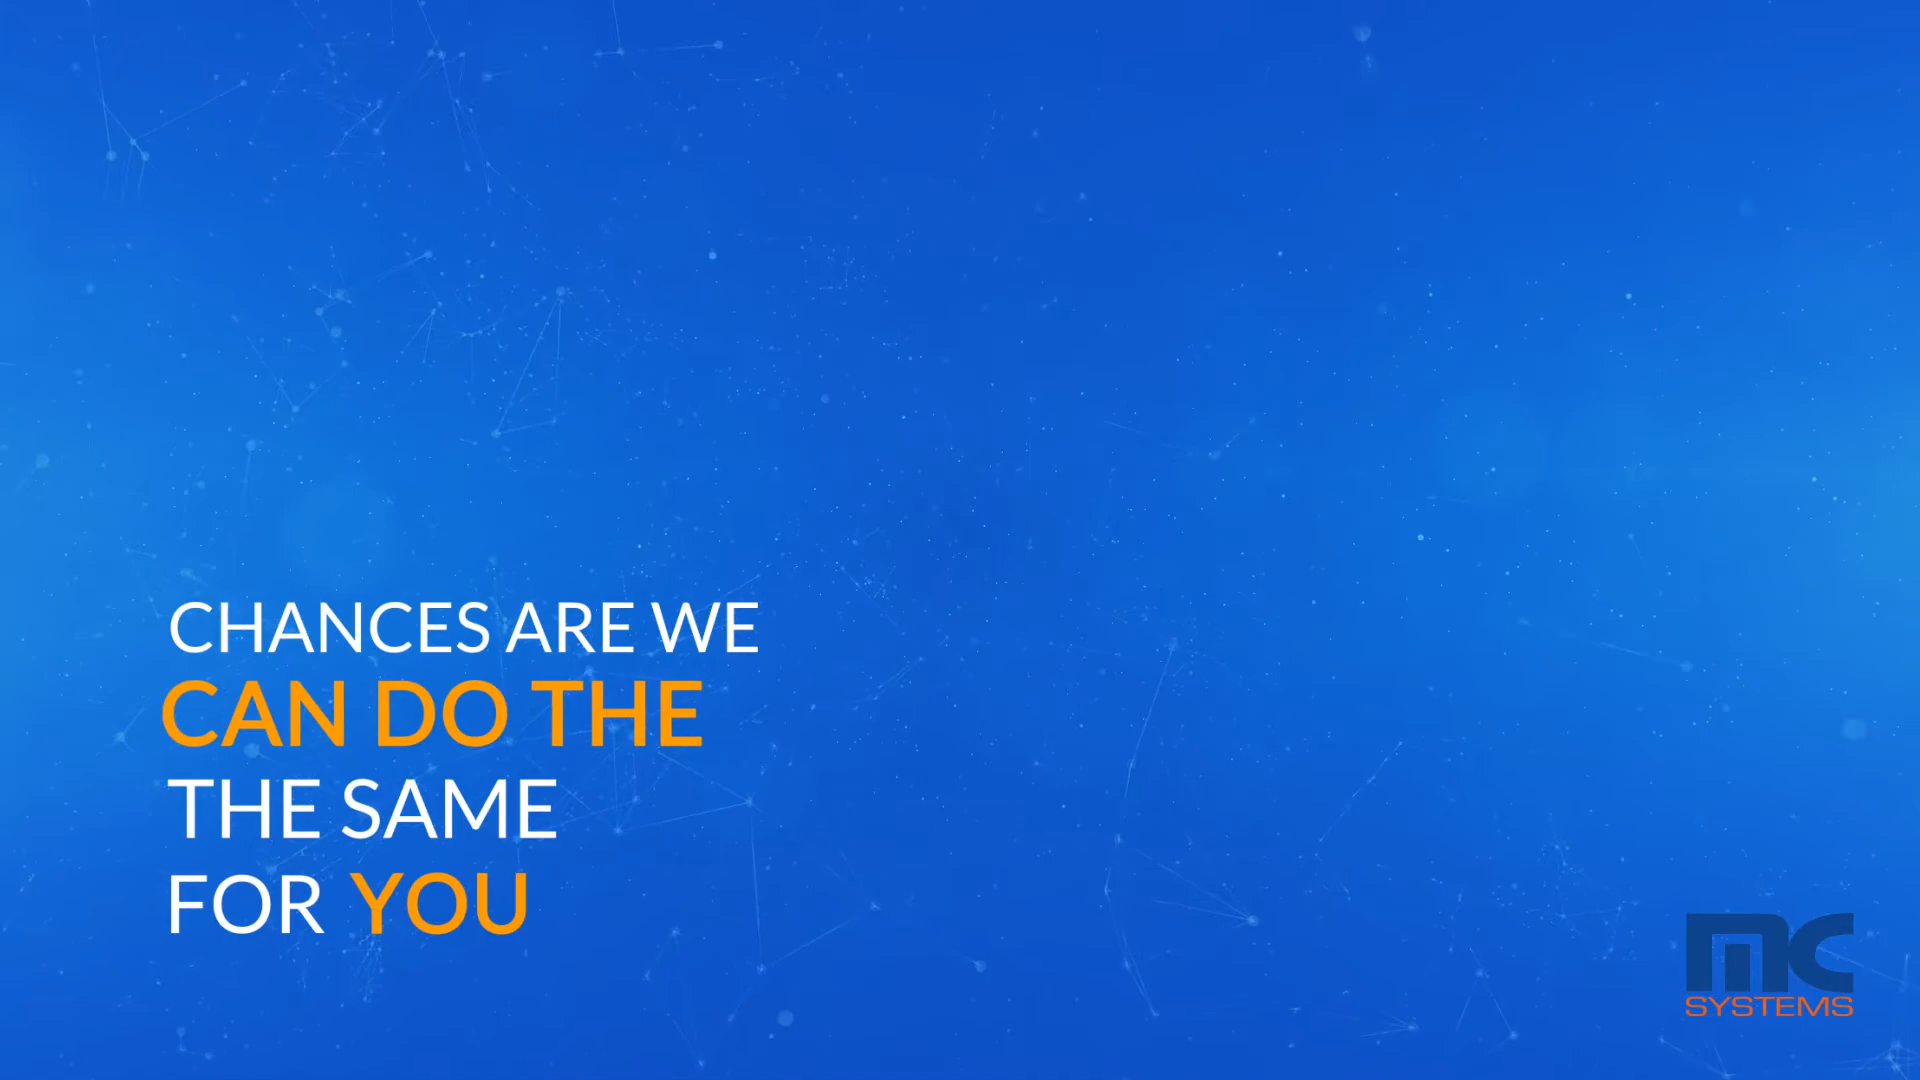 CHANCES ARE WE
CAN DO THE
THE SAME
FOR YOU
MC
SYSTEMS